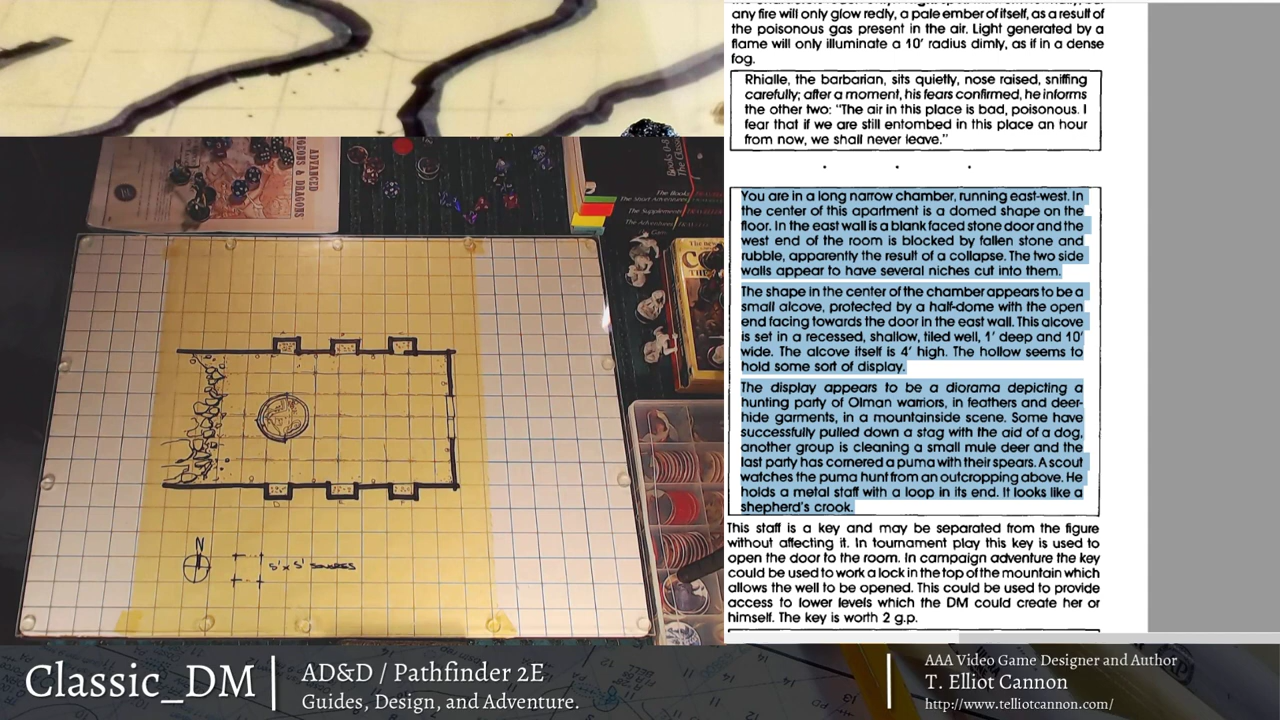 any fire will only glow redly, a pale ember of itself, as a result of
the poisonous gas present in the air. Light generated by a
flame will only illuminate a 10′ radius dimly, as if in a dense
fog.
Rhialle, the barbarian, sits quietly, nose raised, sniffing
carefully; after a moment, his fears confirmed, he informs
the other two: "The air in this place is bad, poisonous. I
fear that if we are still entombed in this place an hour
from now, we shall never leave."
You are in a long narrow chamber, running east-west. In
the center of this apartment is a domed shape on the
floor. In the east wall is a blank faced stone door and the
west end of the room is blocked by fallen stone and
rubble, apparently the result of a collapse. The two side
walls appear to have several niches cut into them.
The shape in the center of the chamber appears to be a
small alcove, protected by a half-dome with the open
end facing towards the door in the east wall. This alcove
is set in a recessed, shallow, tiled well, 1′ deep and 10′
wide. The alcove itself is 4′ high. The hollow seems to
hold some sort of display.
The display appears to be a diorama depicting a
hunting party of Olman warriors, in feathers and deer-
hide garments, in a mountainside scene. Some have
successfully pulled down a stag with the aid of a dog,
another group is cleaning a small mule deer and the
last party has cornered a puma with their spears. A scout
watches the puma hunt from an outcropping above. He
holds a metal staff with a loop in its end. It looks like a
shepherd's crook.
This staff is a key and may be separated from the figure
without affecting it. In tournament play this key is used to
open the door to the room. In campaign adventure the key
could be used to work a lock in the top of the mountain which
allows the well to be opened. This could be used to provide
access to lower levels which the DM could create her or
himself. The key is worth 2 g.p.
ADVANCED
DUNGEONS & DRAGONS
N
5' x 5' SQUARES
Classic_DM
AD&D / Pathfinder 2E
Guides, Design, and Adventure.
AAA Video Game Designer and Author
T. Elliot Cannon
http://www.telliotcannon.com/